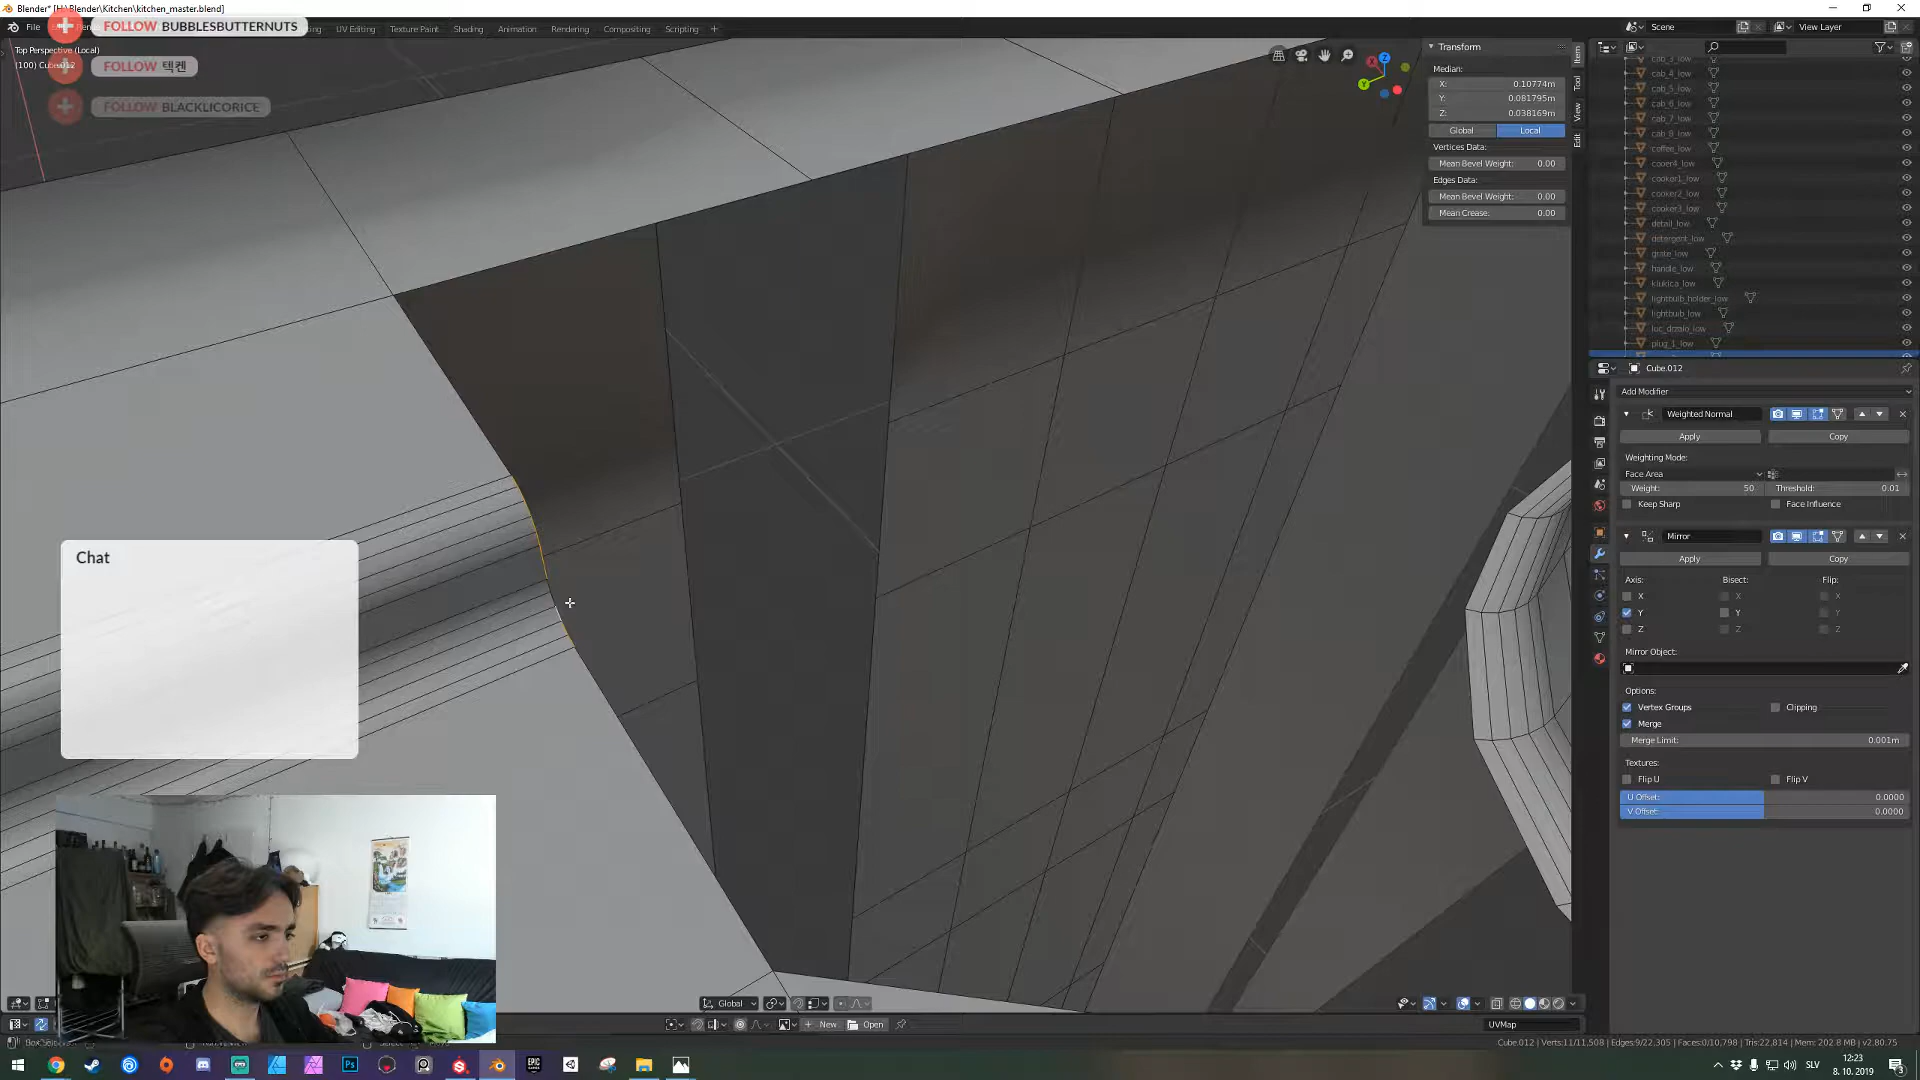 Blender* [H:\Blender\Kitchen\kitchen_master.blend]
FOLLOW BUBBLESBUTTERNUTS
File
UV Editing
Texture Paint
Shading
Animation
Rendering
Compositing
Scripting
Scene
View Layer
Top Perspective (Local)
(100) Cube.012
FOLLOW 텍켄
FOLLOW BLACKLICORICE
Transform
Median:
X: 0.10774m
Y: 0.081795m
Z: 0.038169m
Global
Local
Vertices Data:
Mean Bevel Weight: 0.00
Edges Data:
Mean Bevel Weight: 0.00
Mean Crease: 0.00
Item
Tool
View
Edit
X
Z
Y
cab_3_low
cab_4_low
cab_5_low
cab_6_low
cab_7_low
cab_8_low
coffee_low
cooer4_low
cooker1_low
cooker2_low
cooker3_low
detail_low
detergent_low
grate_low
handle_low
klukica_low
lightbulb_holder_low
lightbulb_low
luc_drzalo_low
plug_1_low
Cube.012
Add Modifier
Weighted Normal
Apply
Copy
Weighting Mode:
Face Area
Weight: 50
Threshold: 0.01
Keep Sharp
Face Influence
Mirror
Apply
Copy
Axis:
Bisect:
Flip:
X
X
X
Y
Y
Y
Z
Z
Z
Mirror Object:
Options:
Vertex Groups
Clipping
Merge
Merge Limit: 0.001m
Textures:
Flip U
Flip V
U Offset: 0.0000
V Offset: 0.0000
Chat
Global
New
Open
UVMap
Cube.012 | Verts:11/11,508 | Edges:9/22,305 | Faces:0/10,798 | Tris:22,814 | Mem: 202.8 MB | v2.80.75
SLV
12:23
8. 10. 2019